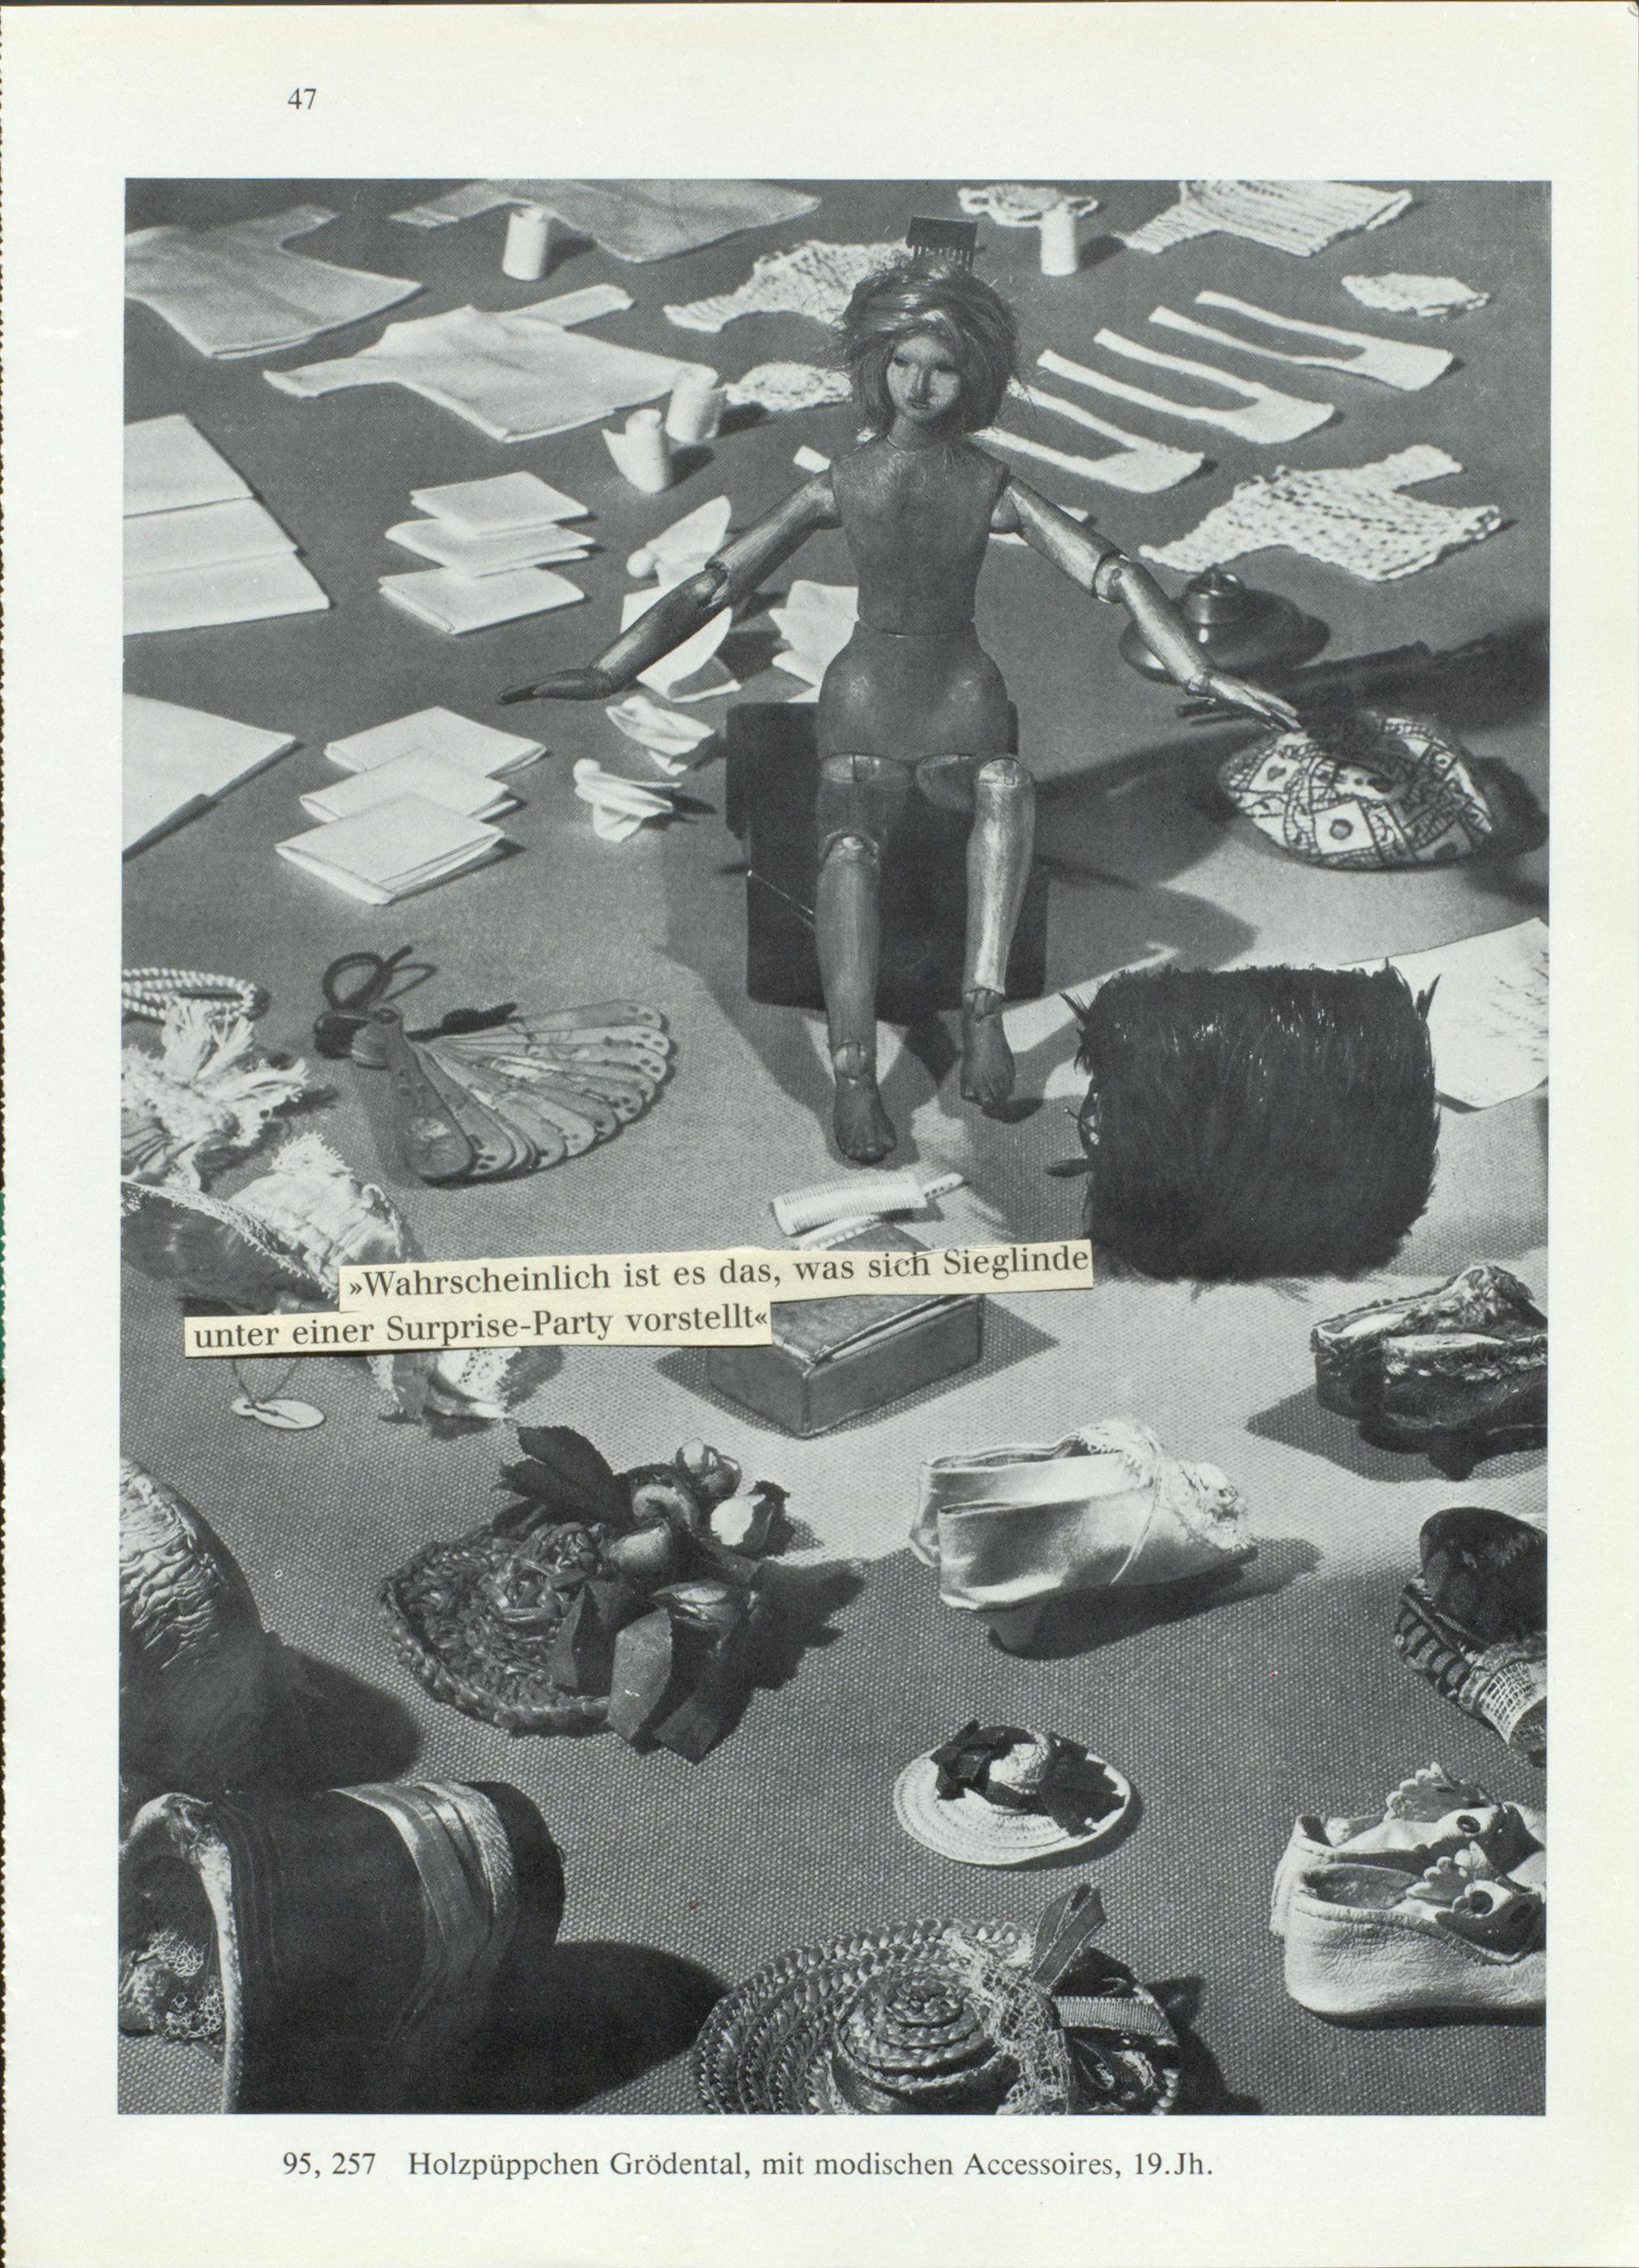 47
»Wahrscheinlich ist es das, was sich Sieglinde
unter einer Surprise-Party vorstellt«
95, 257 Holzpüppchen Grödental, mit modischen Accessoires, 19.Jh.